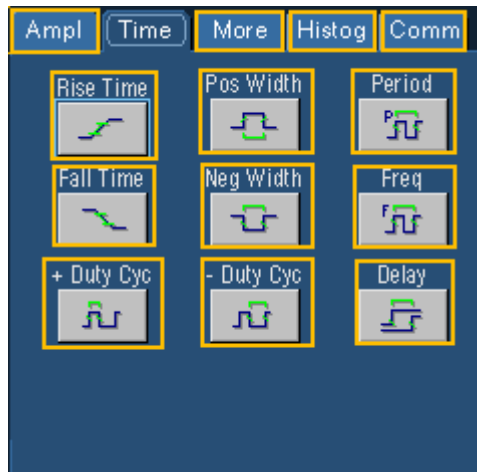 Ampl Time More Histog Comm
Rise Time Pos Width Period
P
Fall Time Neg Width Freq
F
+ Duty Cyc - Duty Cyc Delay